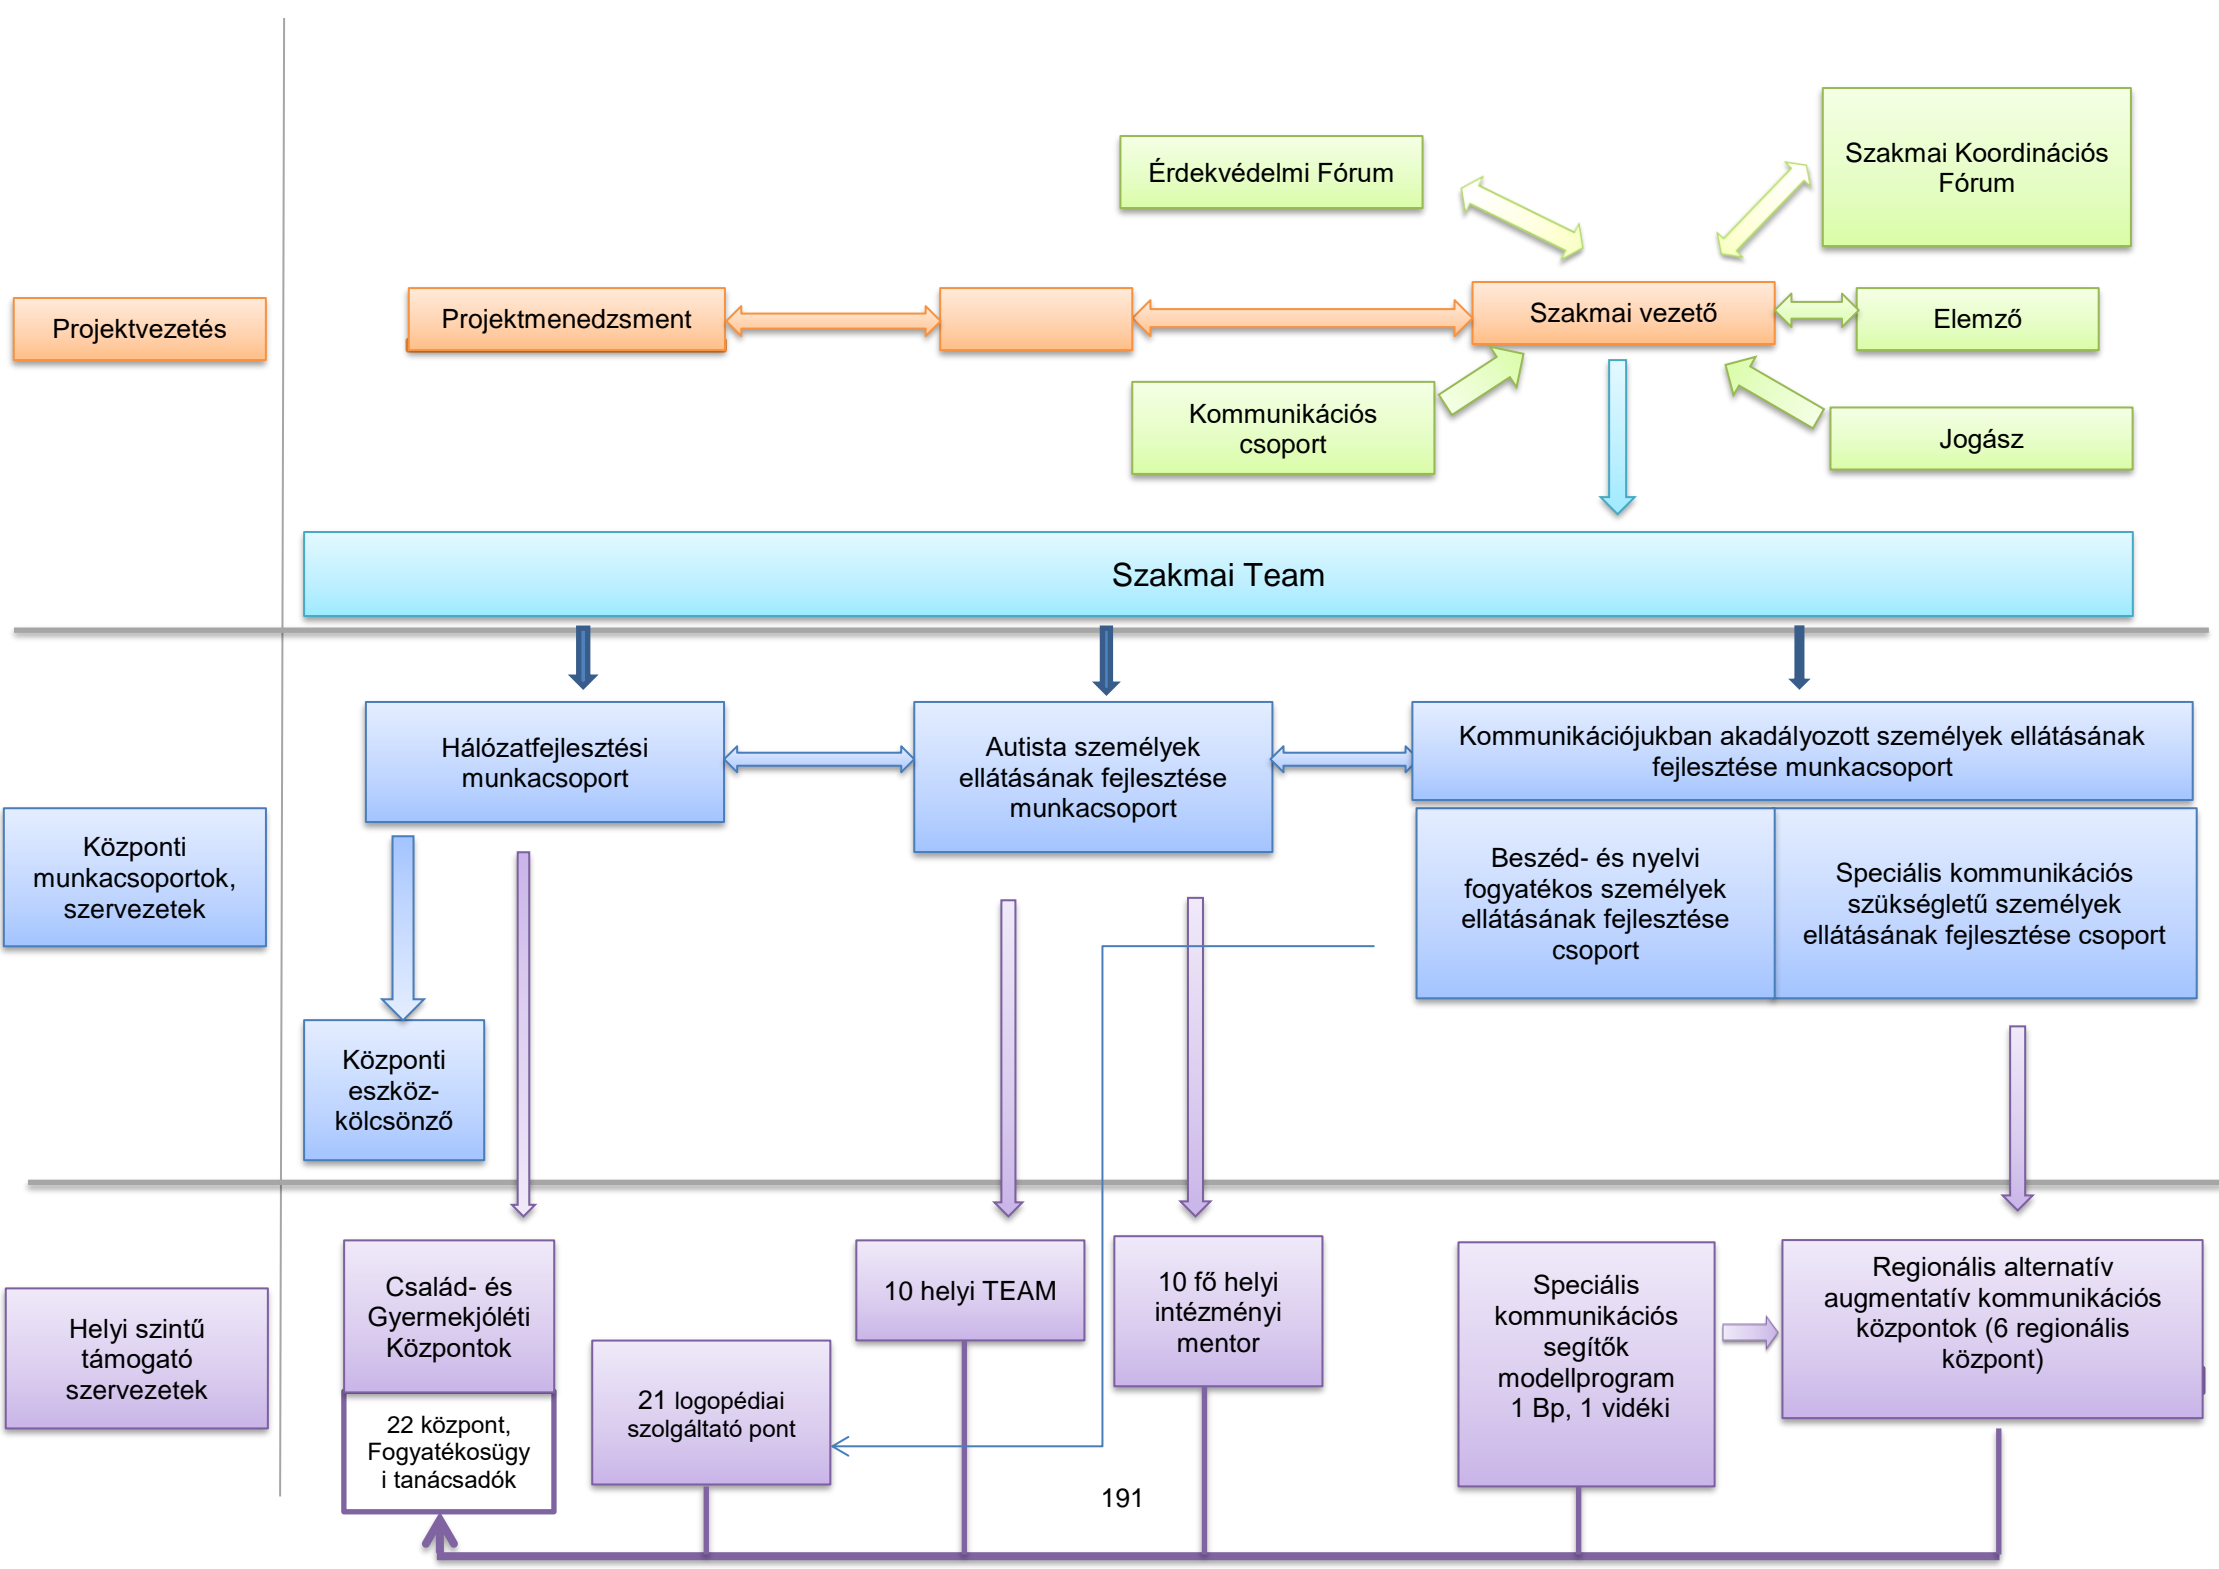 Érdekvédelmi Fórum
Szakmai Koordinációs
Fórum
Projektvezetés
Projektmenedzsment
Szakmai vezető
Elemző
Kommunikációs
csoport
Jogász
Szakmai Team
Hálózatfejlesztési
munkacsoport
Autista személyek
ellátásának fejlesztése
munkacsoport
Kommunikációjukban akadályozott személyek ellátásának
fejlesztése munkacsoport
Központi
munkacsoportok,
szervezetek
Beszéd- és nyelvi
fogyatékos személyek
ellátásának fejlesztése
csoport
Speciális kommunikációs
szükségletű személyek
ellátásának fejlesztése csoport
Központi
eszköz-
kölcsönző
Helyi szintű
támogató
szervezetek
Család- és
Gyermekjóléti
Központok
22 központ,
Fogyatékosügy
i tanácsadók
21 logopédiai
szolgáltató pont
10 helyi TEAM
10 fő helyi
intézményi
mentor
Speciális
kommunikációs
segítők
modellprogram
1 Bp, 1 vidéki
Regionális alternatív
augmentatív kommunikációs
központok (6 regionális
központ)
191